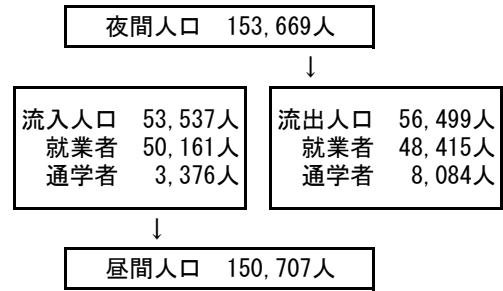 夜間人口 153,669人
↓
流入人口 53,537人
就業者 50,161人
通学者 3,376人
流出人口 56,499人
就業者 48,415人
通学者 8,084人
↓
昼間人口 150,707人